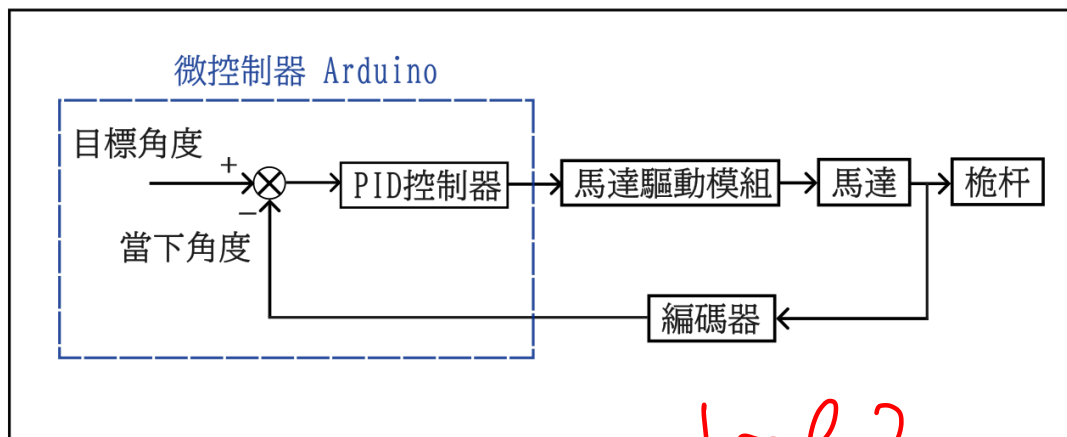 微控制器 Arduino
目標角度
+
PID控制器
馬達驅動模組
馬達
桅杆
−
當下角度
編碼器